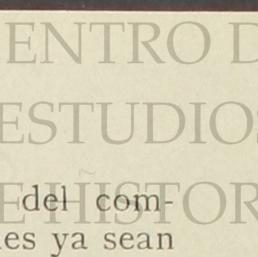 ENTRO D
ESTUDIOS
E HISTOR
del com-
es ya sean